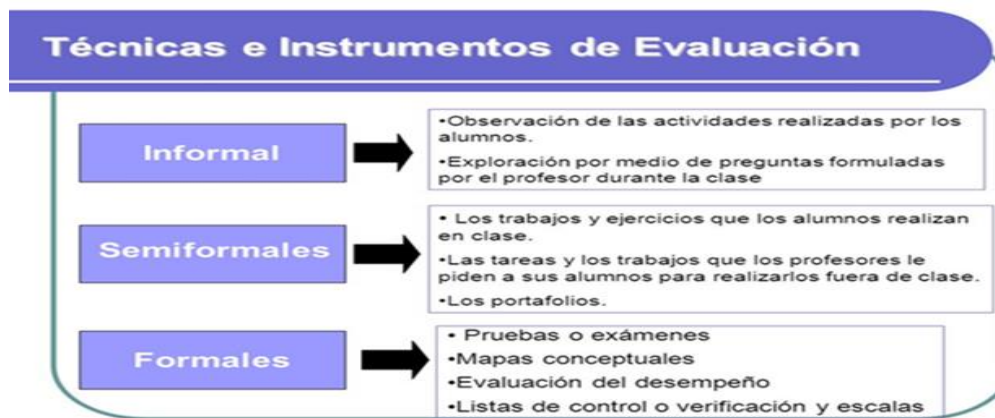 Técnicas e Instrumentos de Evaluación
Informal
•Observación de las actividades realizadas por los
alumnos.
•Exploración por medio de preguntas formuladas
por el profesor durante la clase
Semiformales
• Los trabajos y ejercicios que los alumnos realizan
en clase.
•Las tareas y los trabajos que los profesores le
piden a sus alumnos para realizarlos fuera de clase.
•Los portafolios.
Formales
• Pruebas o exámenes
•Mapas conceptuales
•Evaluación del desempeño
•Listas de control o verificación y escalas